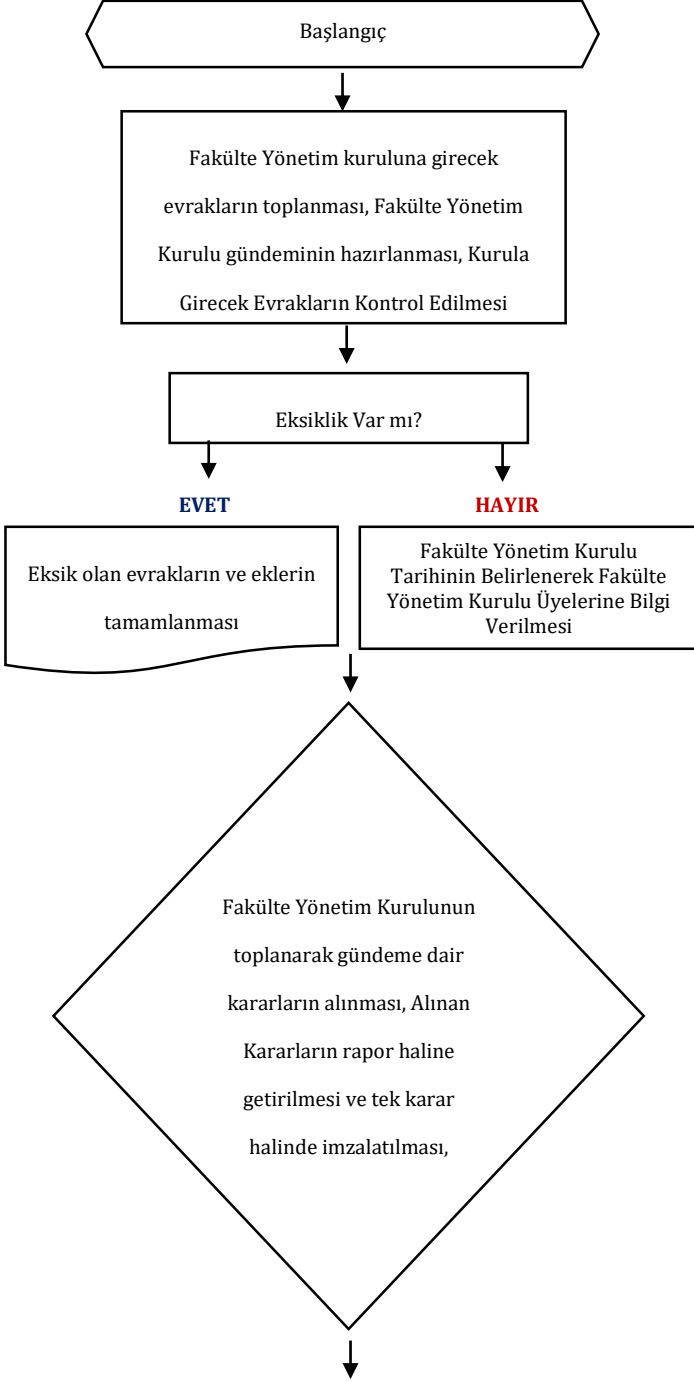 Başlangıç
Fakülte Yönetim kuruluna girecek
evrakların toplanması, Fakülte Yönetim
Kurulu gündeminin hazırlanması, Kurula
Girecek Evrakların Kontrol Edilmesi
Eksiklik Var mı?
EVET
HAYIR
Eksik olan evrakların ve eklerin
tamamlanması
Fakülte Yönetim Kurulu
Tarihinin Belirlenerek Fakülte
Yönetim Kurulu Üyelerine Bilgi
Verilmesi
Fakülte Yönetim Kurulunun
toplanarak gündeme dair
kararların alınması, Alınan
Kararların rapor haline
getirilmesi ve tek karar
halinde imzalatılması,